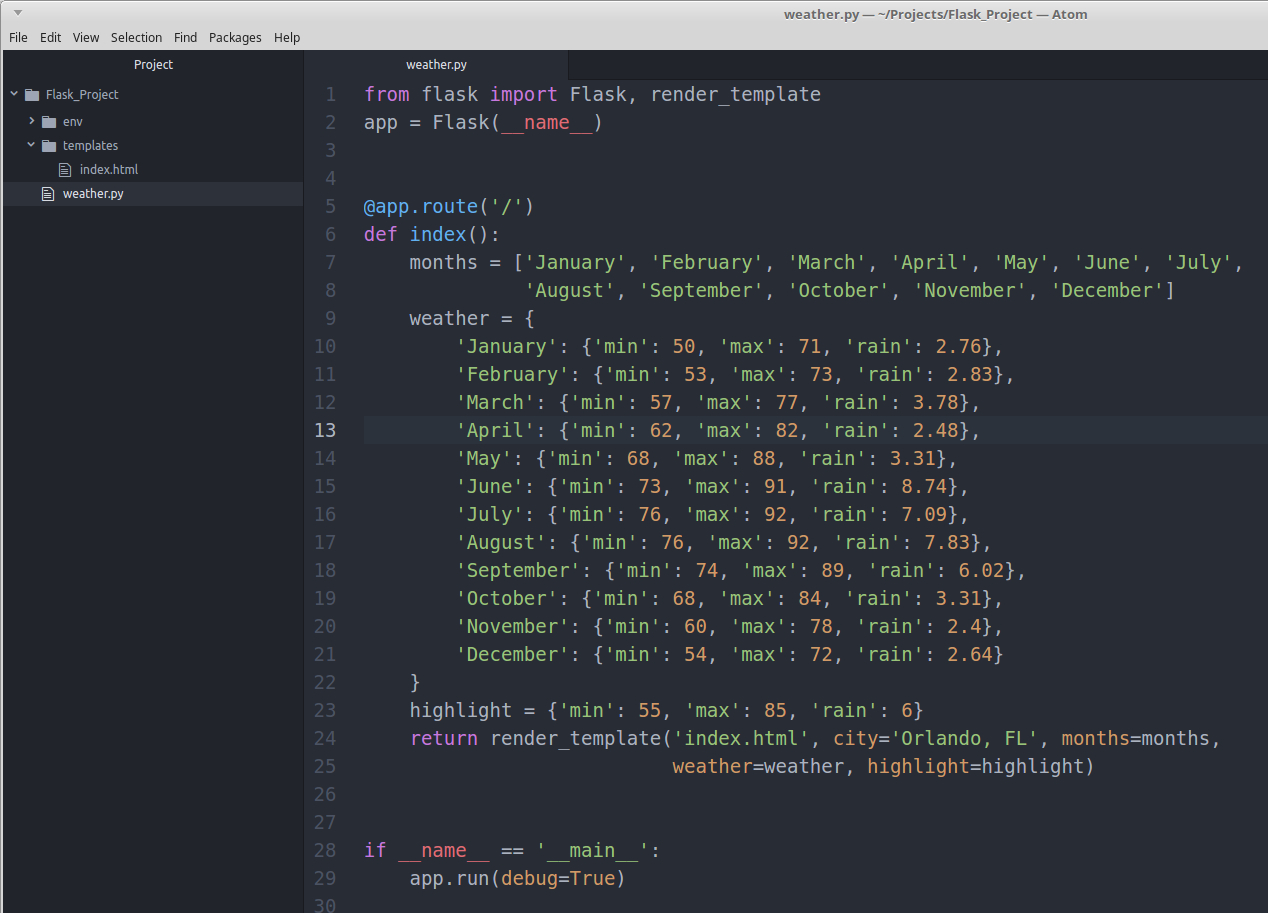 weather.py — ~/Projects/Flask_Project — Atom
File Edit View Selection Find Packages Help
Project
Flask_Project
env
templates
index.html
weather.py
weather.py
1 from flask import Flask, render_template
2 app = Flask(__name__)
3
4
5 @app.route('/')
6 def index():
7     months = ['January', 'February', 'March', 'April', 'May', 'June', 'July',
8               'August', 'September', 'October', 'November', 'December']
9     weather = {
10         'January': {'min': 50, 'max': 71, 'rain': 2.76},
11         'February': {'min': 53, 'max': 73, 'rain': 2.83},
12         'March': {'min': 57, 'max': 77, 'rain': 3.78},
13         'April': {'min': 62, 'max': 82, 'rain': 2.48},
14         'May': {'min': 68, 'max': 88, 'rain': 3.31},
15         'June': {'min': 73, 'max': 91, 'rain': 8.74},
16         'July': {'min': 76, 'max': 92, 'rain': 7.09},
17         'August': {'min': 76, 'max': 92, 'rain': 7.83},
18         'September': {'min': 74, 'max': 89, 'rain': 6.02},
19         'October': {'min': 68, 'max': 84, 'rain': 3.31},
20         'November': {'min': 60, 'max': 78, 'rain': 2.4},
21         'December': {'min': 54, 'max': 72, 'rain': 2.64}
22     }
23     highlight = {'min': 55, 'max': 85, 'rain': 6}
24     return render_template('index.html', city='Orlando, FL', months=months,
25                            weather=weather, highlight=highlight)
26
27
28 if __name__ == '__main__':
29     app.run(debug=True)
30